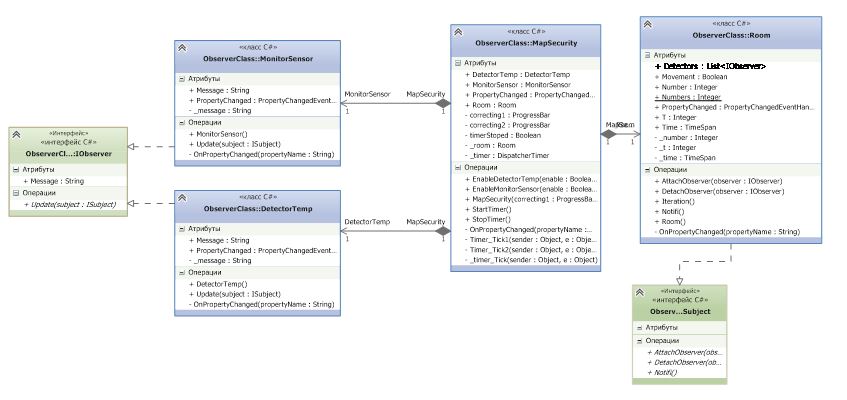 «Интерфейс»
«интерфейс C#»
ObserverCl...:IObserver
Атрибуты
+ Message : String
Операции
+ Update(subject : ISubject)
«класс C#»
ObserverClass::MonitorSensor
Атрибуты
+ Message : String
+ PropertyChanged : PropertyChangedEvent...
- _message : String
Операции
+ MonitorSensor()
+ Update(subject : ISubject)
- OnPropertyChanged(propertyName : String)
«класс C#»
ObserverClass::DetectorTemp
Атрибуты
+ Message : String
+ PropertyChanged : PropertyChangedEvent...
- _message : String
Операции
+ DetectorTemp()
+ Update(subject : ISubject)
- OnPropertyChanged(propertyName : String)
MonitorSensor
MapSecurity
1
1
DetectorTemp
MapSecurity
1
1
«класс C#»
ObserverClass::MapSecurity
Атрибуты
+ DetectorTemp : DetectorTemp
+ MonitorSensor : MonitorSensor
+ PropertyChanged : PropertyChanged...
+ Room : Room
- correcting1 : ProgressBar
- correcting2 : ProgressBar
- timerStoped : Boolean
- _room : Room
- _timer : DispatcherTimer
Операции
+ EnableDetectorTemp(enable : Boolea...
+ EnableMonitorSensor(enable : Boolea...
+ MapSecurity(correcting1 : ProgressBa...
+ StartTimer()
+ StopTimer()
- OnPropertyChanged(propertyName :...
- Timer_Tick1(sender : Object, e : Obje...
- Timer_Tick2(sender : Object, e : Obje...
- _timer_Tick(sender : Object, e : Object)
1
1
«класс C#»
ObserverClass::Room
Атрибуты
+ Detectors : List<IObserver>
+ Movement : Boolean
+ Number : Integer
+ Numbers : Integer
+ PropertyChanged : PropertyChangedEventHan...
+ T : Integer
+ Time : TimeSpan
- _number : Integer
- _t : Integer
- _time : TimeSpan
Операции
+ AttachObserver(observer : IObserver)
+ DetachObserver(observer : IObserver)
+ Iteration()
+ Notifi()
+ Room()
- OnPropertyChanged(propertyName : String)
«Интерфейс»
«интерфейс C#»
Observ...Subject
Атрибуты
Операции
+ AttachObserver(obs...
+ DetachObserver(obs...
+ Notifi()